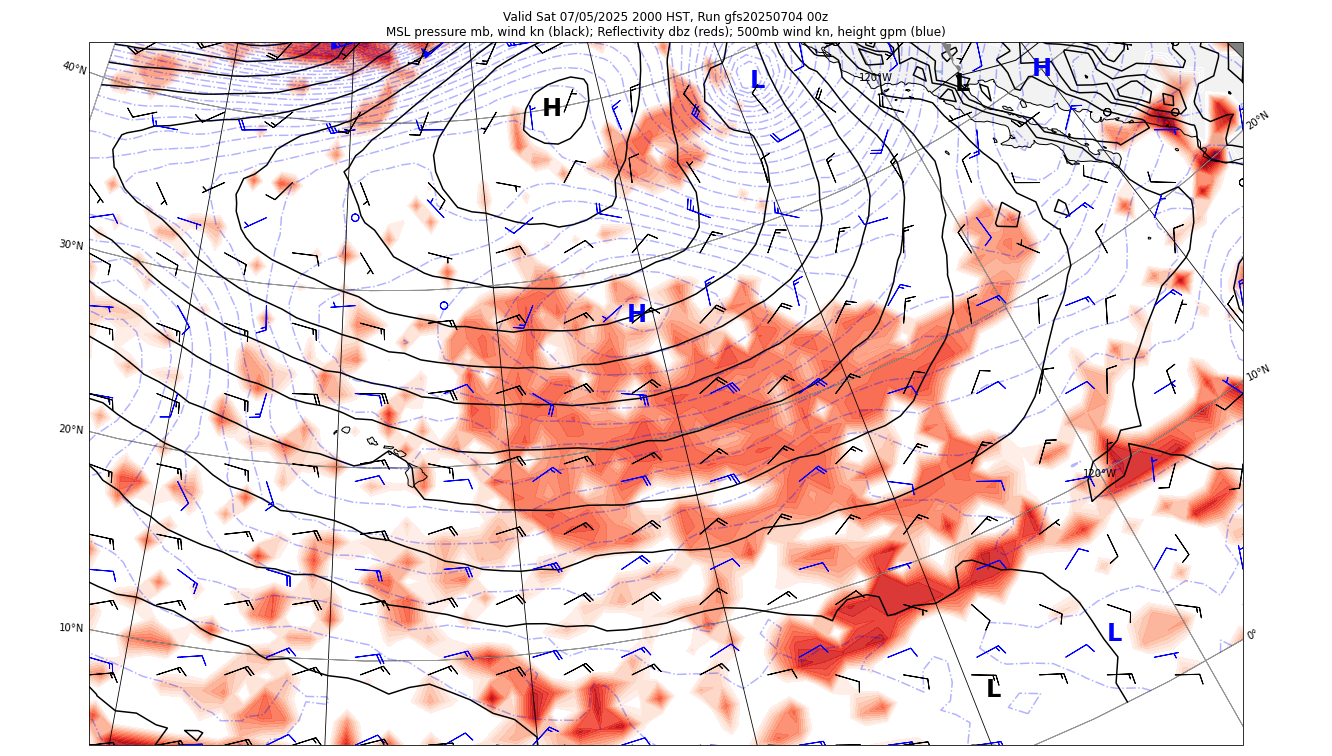 Valid Sat 07/05/2025 2000 HST, Run gfs20250704 00z
MSL pressure mb, wind kn (black); Reflectivity dbz (reds); 500mb wind kn, height gpm (blue)
40°N
H
L
120°W
L
H
20°N
30°N
H
10°N
20°N
120°W
10°N
L
0°
L